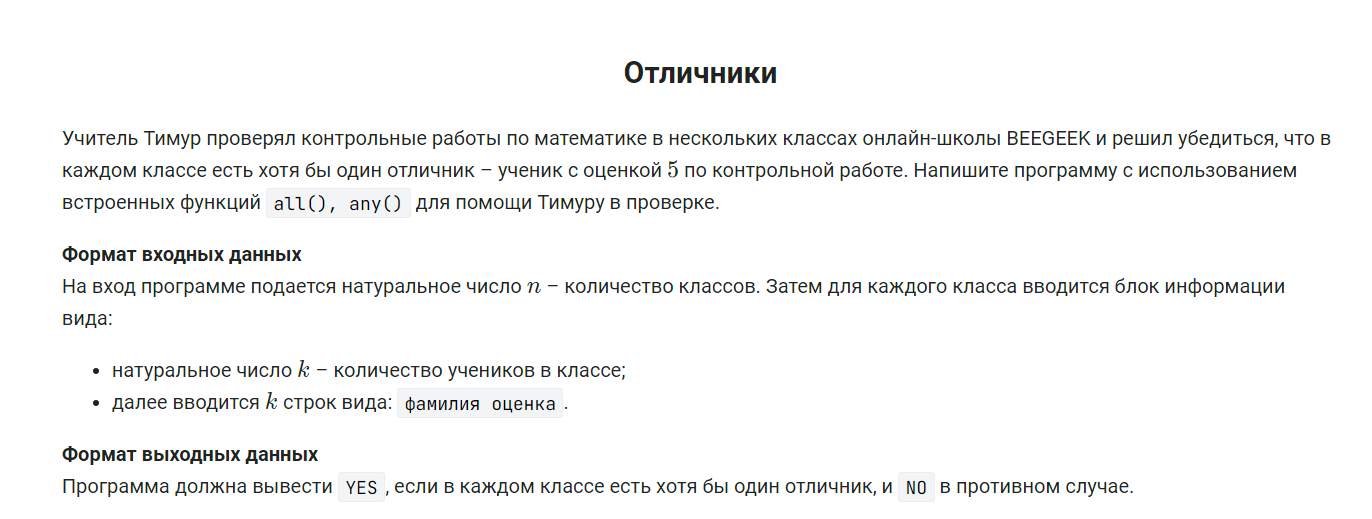 Отличники
Учитель Тимур проверял контрольные работы по математике в нескольких классах онлайн-школы BEEGEEK и решил убедиться, что в
каждом классе есть хотя бы один отличник – ученик с оценкой 5 по контрольной работе. Напишите программу с использованием
встроенных функций all(), any() для помощи Тимуру в проверке.
Формат входных данных
На вход программе подается натуральное число n – количество классов. Затем для каждого класса вводится блок информации
вида:
• натуральное число k – количество учеников в классе;
• далее вводится k строк вида: фамилия оценка.
Формат выходных данных
Программа должна вывести YES, если в каждом классе есть хотя бы один отличник, и NO в противном случае.